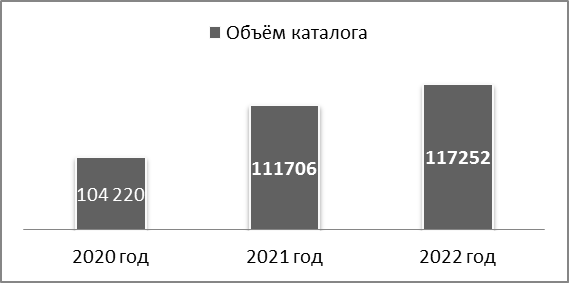 Объём каталога
104 220
111706
117252
2020 год
2021 год
2022 год